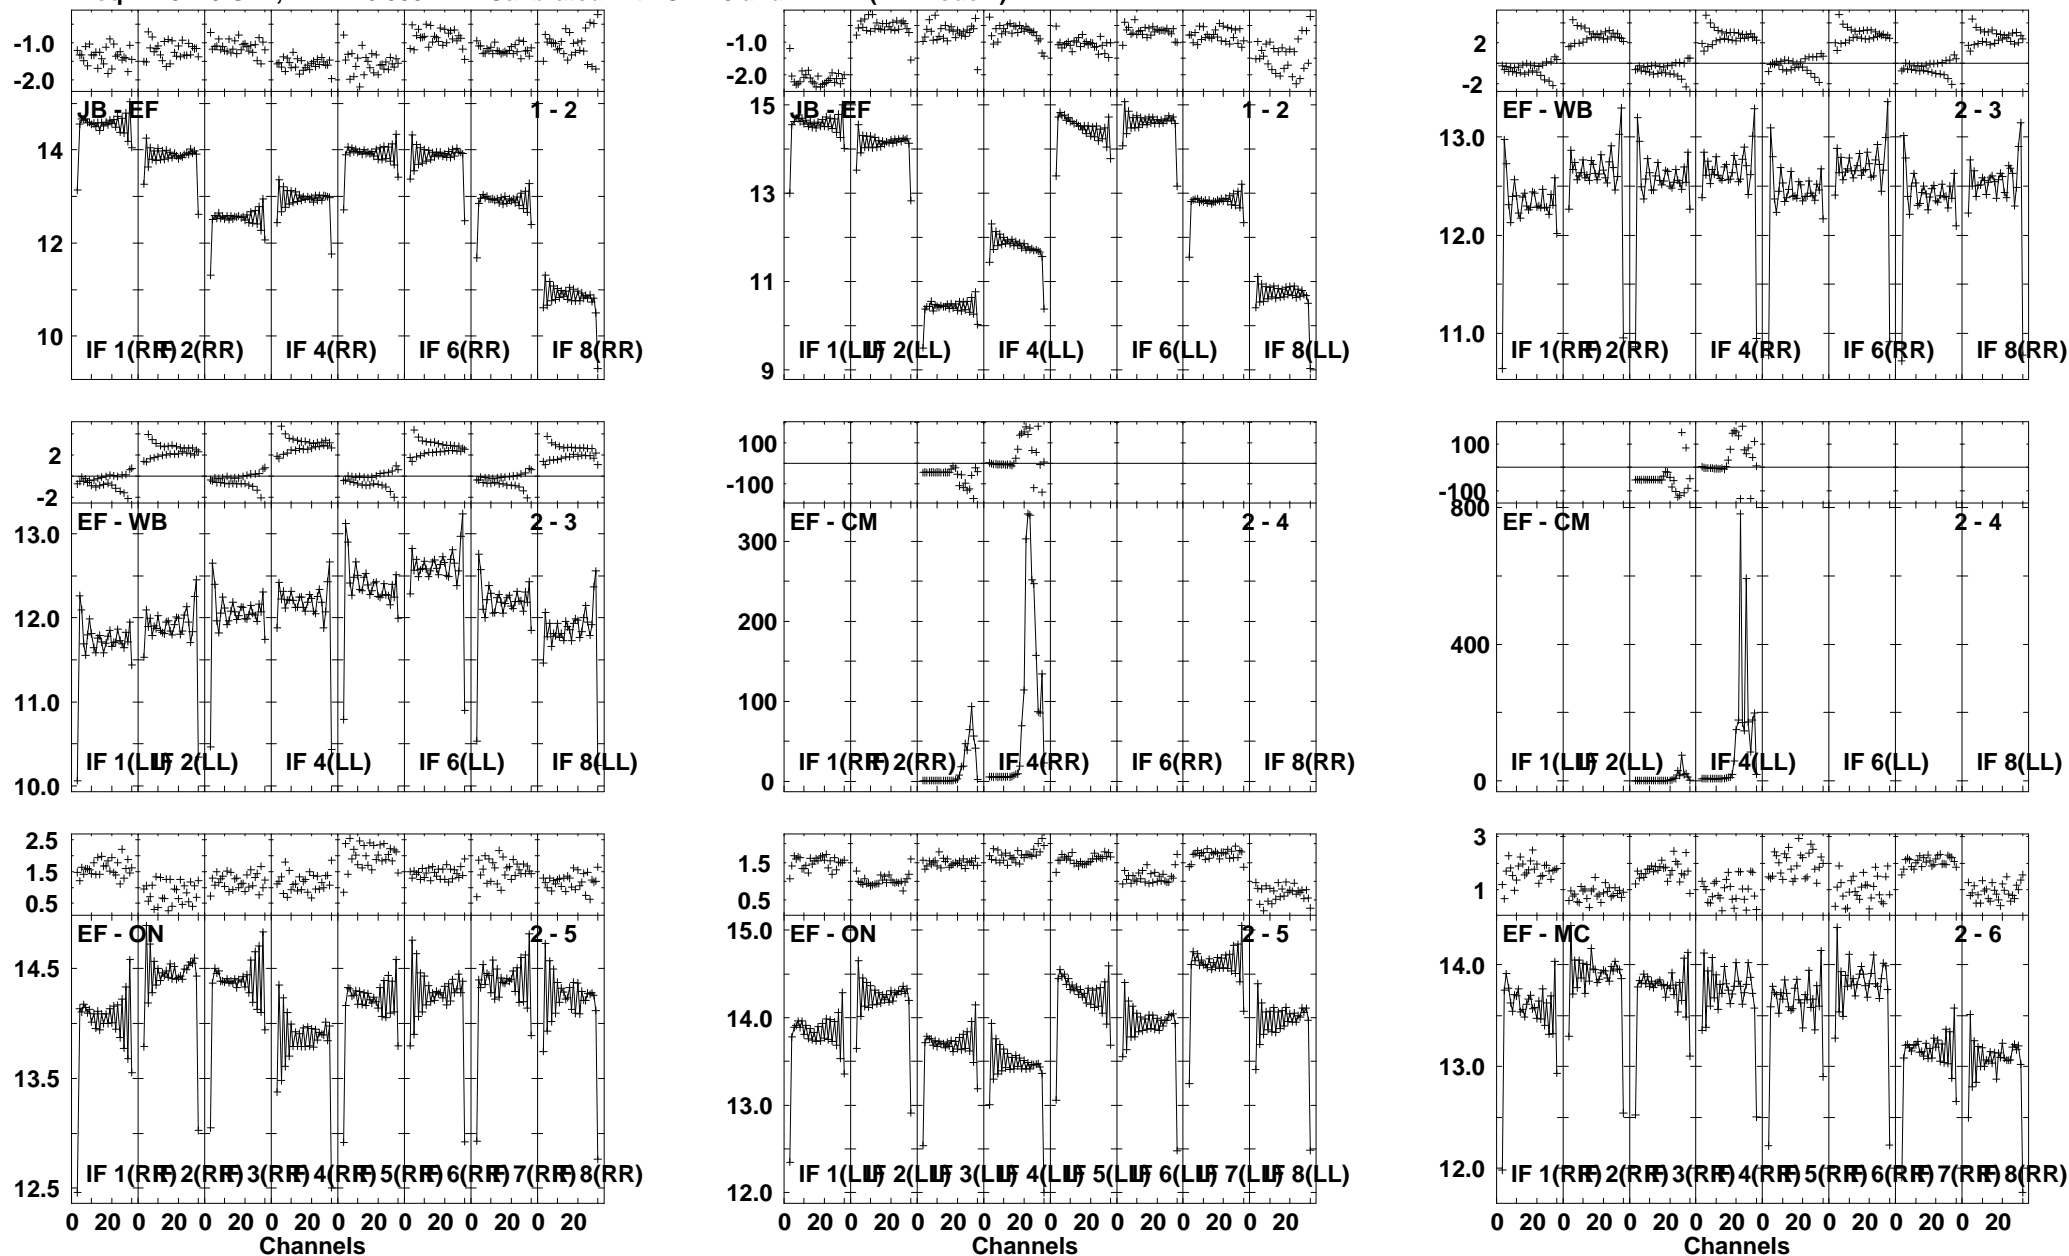 -1.0
-2.0
JB - EF 1 - 2
14
12
10
IF 1(RR) IF 2(RR) IF 4(RR) IF 6(RR) IF 8(RR)
-1.0
-2.0
15
JB - EF 1 - 2
13
11
9
IF 1(LL) IF 2(LL) IF 4(LL) IF 6(LL) IF 8(LL)
2
-2
EF - WB 2 - 3
13.0
12.0
11.0
IF 1(RR) IF 2(RR) IF 4(RR) IF 6(RR) IF 8(RR)
2
-2
EF - WB 2 - 3
13.0
12.0
11.0
10.0
IF 1(LL) IF 2(LL) IF 4(LL) IF 6(LL) IF 8(LL)
100
-100
EF - CM 2 - 4
300
200
100
0
IF 1(RR) IF 2(RR) IF 4(RR) IF 6(RR) IF 8(RR)
100
-100
800
EF - CM 2 - 4
400
0
IF 1(LL) IF 2(LL) IF 4(LL) IF 6(LL) IF 8(LL)
2.5
1.5
0.5
EF - ON 2 - 5
14.5
13.5
12.5
IF 1(RR) IF 2(RR) IF 3(RR) IF 4(RR) IF 5(RR) IF 6(RR) IF 7(RR) IF 8(RR)
0 20 0 20 0 20 0 20 0 20 0 20 0 20 0 20
Channels
1.5
0.5
15.0
EF - ON 2 - 5
14.0
13.0
12.0
IF 1(LL) IF 2(LL) IF 3(LL) IF 4(LL) IF 5(LL) IF 6(LL) IF 7(LL) IF 8(LL)
0 20 0 20 0 20 0 20 0 20 0 20 0 20 0 20
Channels
3
1
EF - MC 2 - 6
14.0
13.0
12.0
IF 1(RR) IF 2(RR) IF 3(RR) IF 4(RR) IF 5(RR) IF 6(RR) IF 7(RR) IF 8(RR)
0 20 0 20 0 20 0 20 0 20 0 20 0 20 0 20
Channels